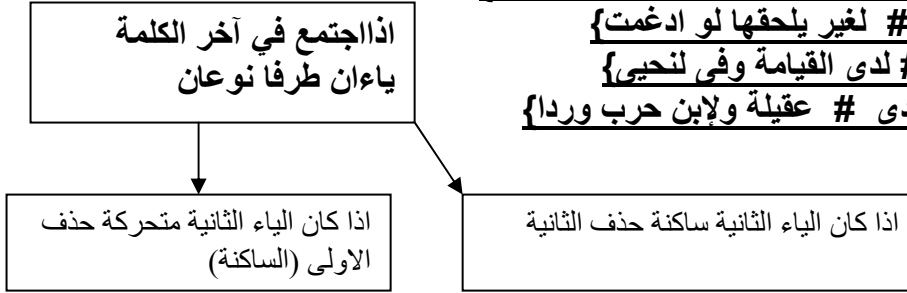 # لغير يلحقها لو ادغمت}
# لدى القيامة وفى لنحيى}
# عقيلة ولإبن حرب وردا}
اذااجتمع في آخر الكلمة
ياءان طرفا نوعان
اذا كان الياء الثانية ساكنة حذف الثانية
اذا كان الياء الثانية متحركة حذف
الاولى (الساكنة)